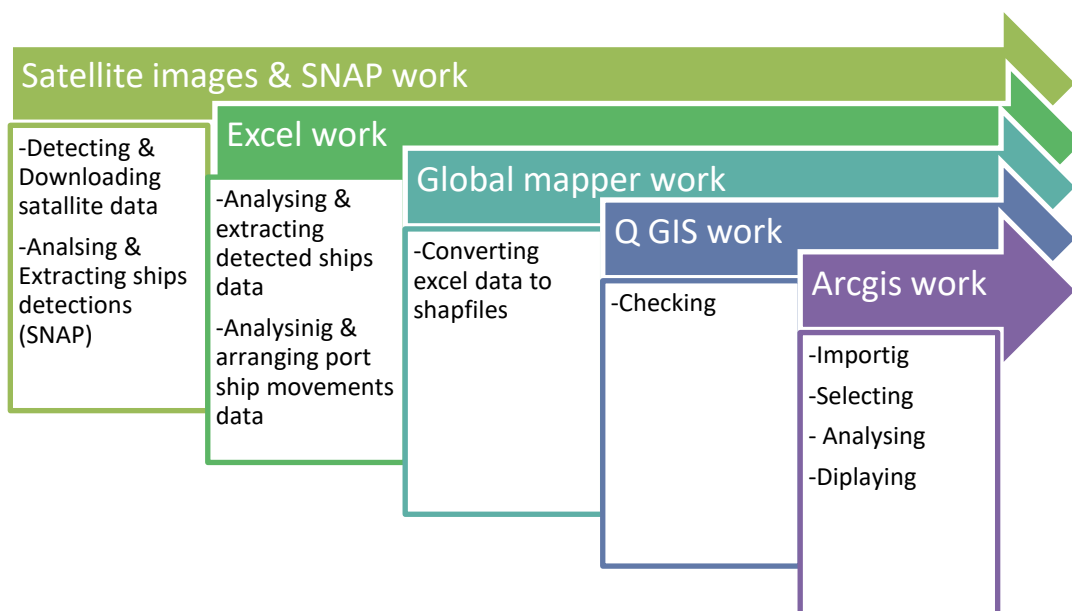 Satellite images & SNAP work
-Detecting &
Downloading
satallite data
-Analsing &
Extracting ships
detections
(SNAP)
Excel work
-Analysing &
extracting
detected ships
data
-Analysinig &
arranging port
ship movements
data
Global mapper work
-Converting
excel data to
shapfiles
Q GIS work
-Checking
Arcgis work
-Importig
-Selecting
- Analysing
-Diplaying